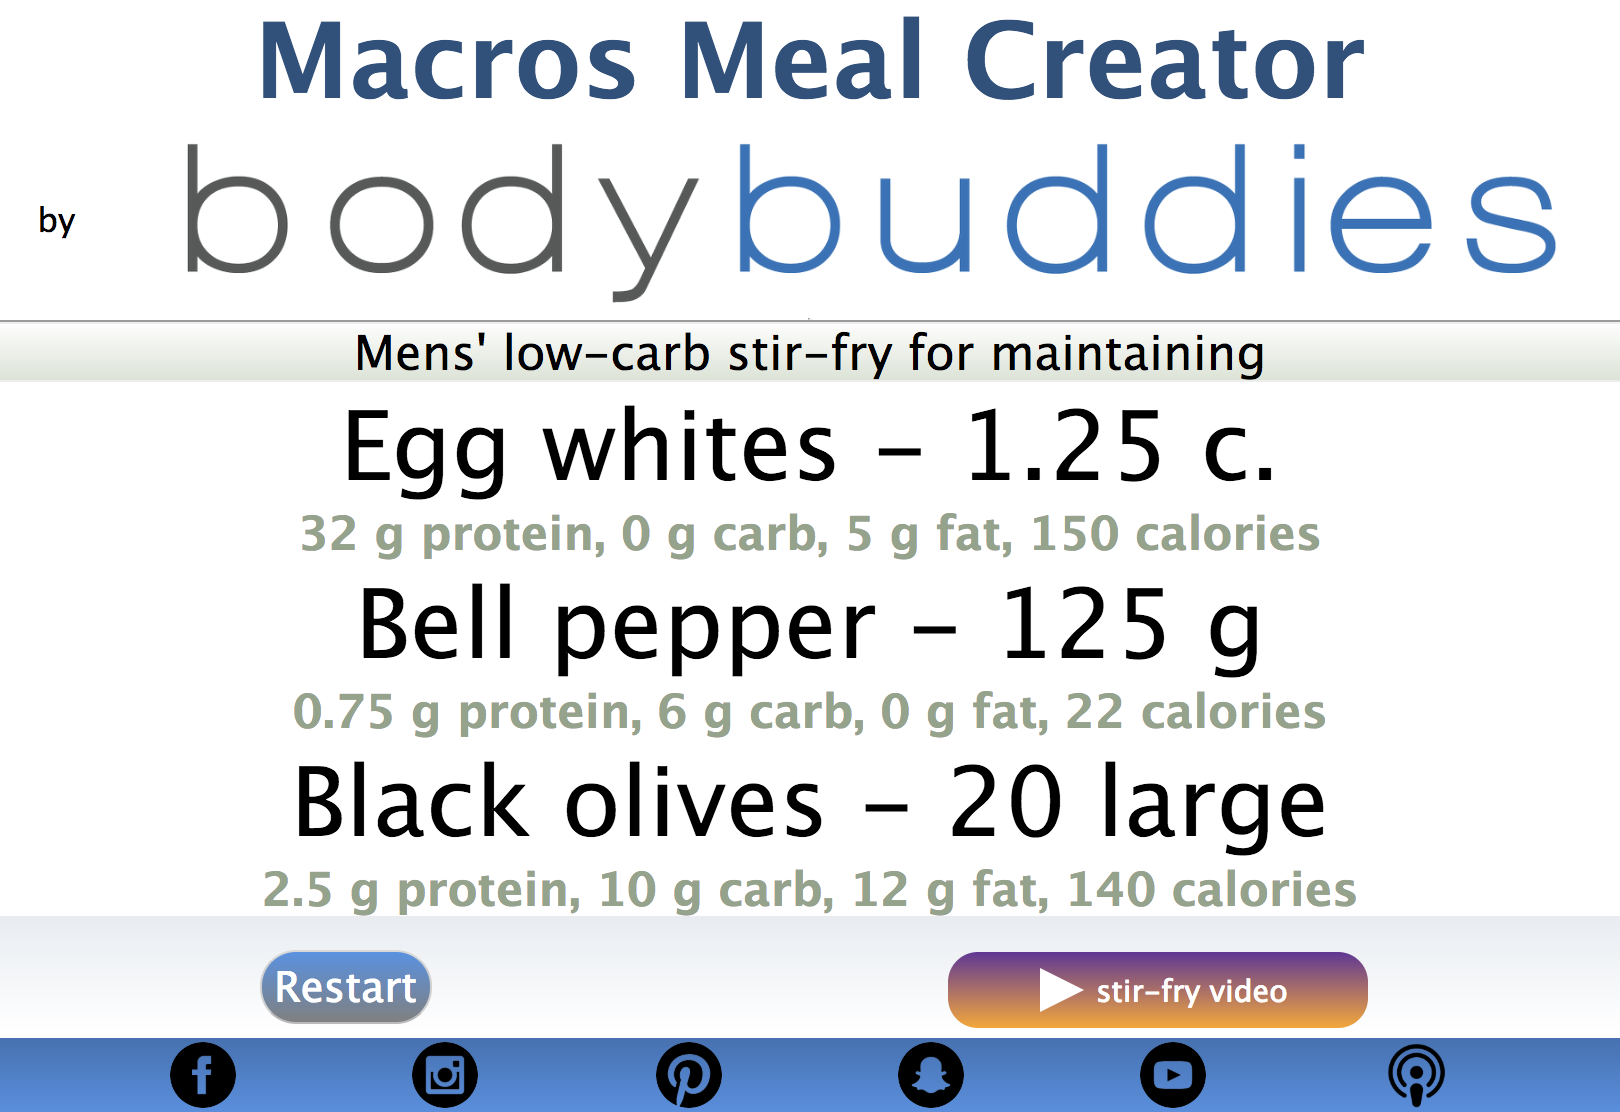 Macros Meal Creator
by bodybuddies
Mens' low-carb stir-fry for maintaining
Egg whites - 1.25 c.
32 g protein, 0 g carb, 5 g fat, 150 calories
Bell pepper - 125 g
0.75 g protein, 6 g carb, 0 g fat, 22 calories
Black olives - 20 large
2.5 g protein, 10 g carb, 12 g fat, 140 calories
Restart
stir-fry video